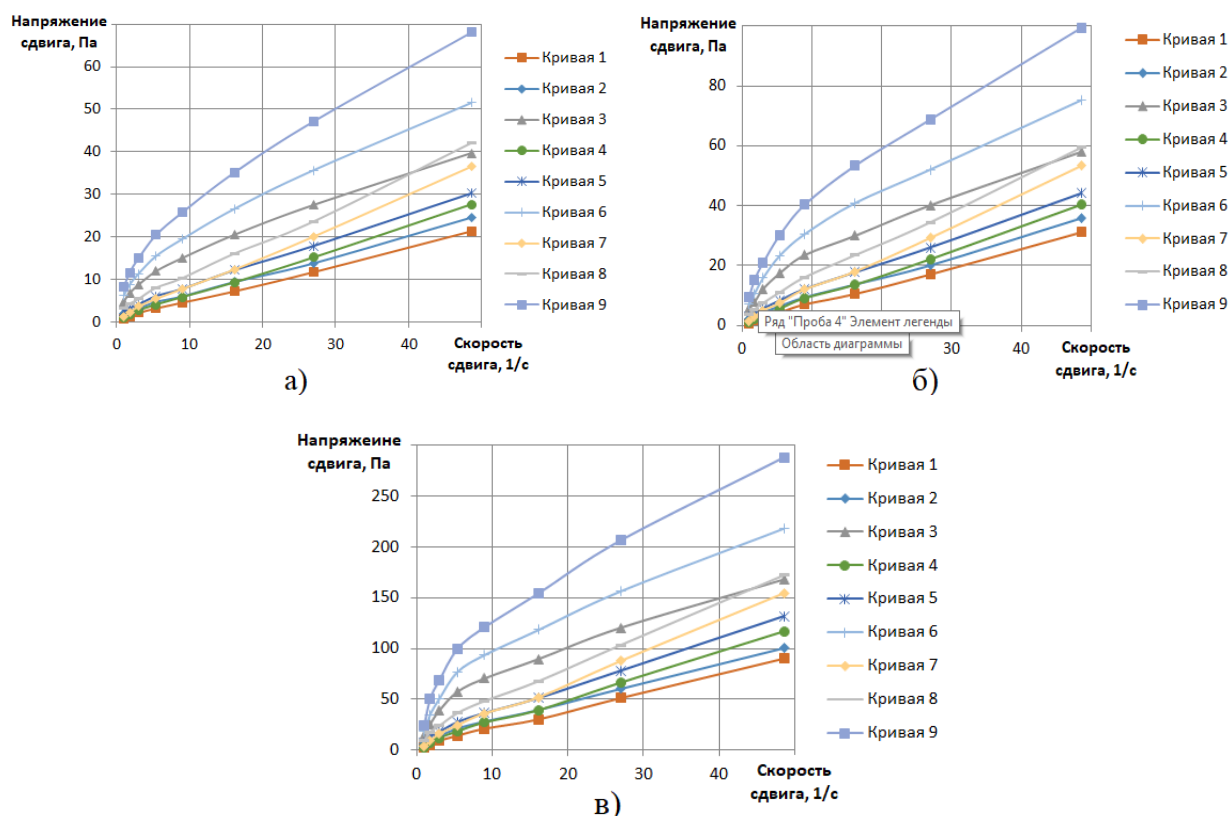 Напряжение
сдвига, Па
60
50
40
30
20
10
0
0 10 20 30 40
Скорость
сдвига, 1/с
Кривая 1
Кривая 2
Кривая 3
Кривая 4
Кривая 5
Кривая 6
Кривая 7
Кривая 8
Кривая 9
а)
Напряжение
сдвига, Па
80
60
40
20
0
0 30 40
Ряд "Проба 4" Элемент легенды
Область диаграммы
Скорость
сдвига, 1/с
Кривая 1
Кривая 2
Кривая 3
Кривая 4
Кривая 5
Кривая 6
Кривая 7
Кривая 8
Кривая 9
б)
Напряжеине
сдвига, Па
250
200
150
100
50
0
0 10 20 30 40
Скорость
сдвига, 1/с
Кривая 1
Кривая 2
Кривая 3
Кривая 4
Кривая 5
Кривая 6
Кривая 7
Кривая 8
Кривая 9
в)